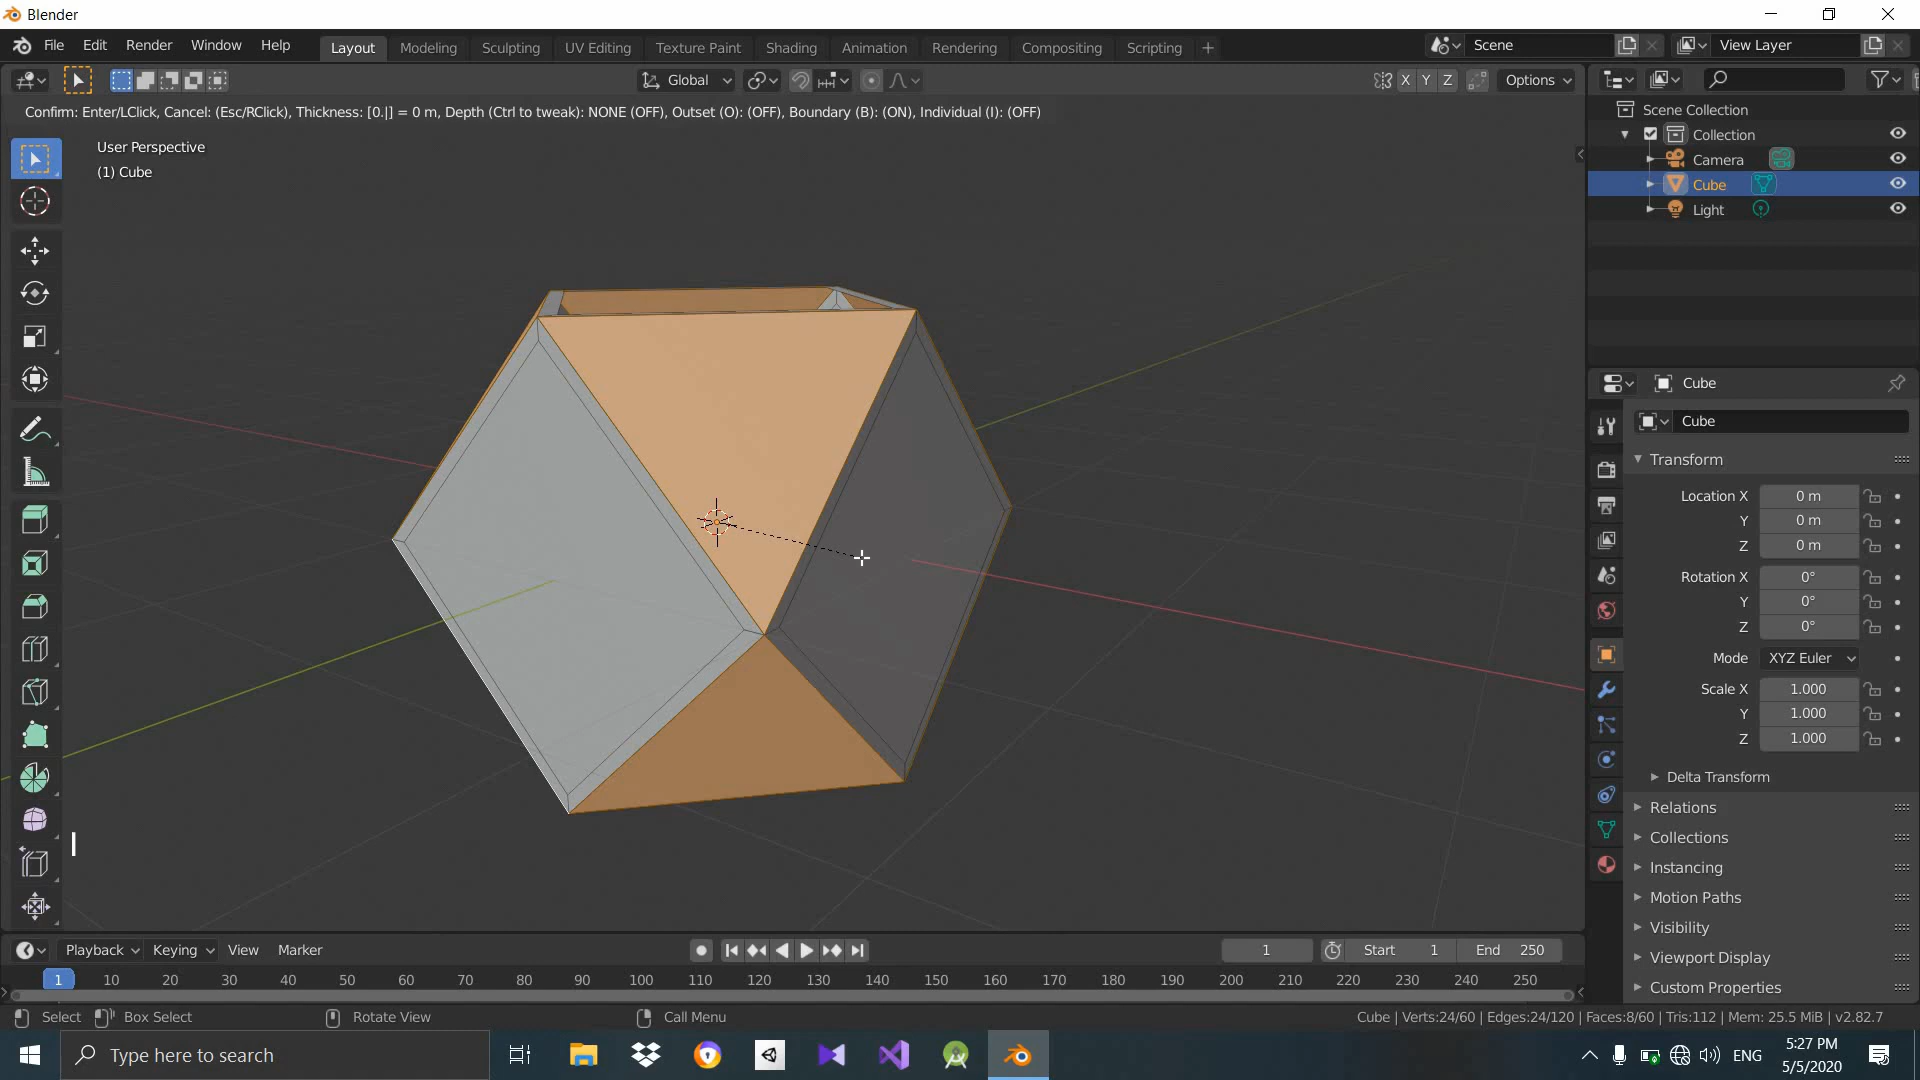 Blender
File Edit Render Window Help Layout Modeling Sculpting UV Editing Texture Paint Shading Animation Rendering Compositing Scripting + Scene View Layer
Global X Y Z Options
Confirm: Enter/LClick, Cancel: (Esc/RClick), Thickness: [0.|] = 0 m, Depth (Ctrl to tweak): NONE (OFF), Outset (O): (OFF), Boundary (B): (ON), Individual (I): (OFF)
User Perspective
(1) Cube
Scene Collection
Collection
Camera
Cube
Light
Cube
Cube
Transform
Location X 0 m
Y 0 m
Z 0 m
Rotation X 0°
Y 0°
Z 0°
Mode XYZ Euler
Scale X 1.000
Y 1.000
Z 1.000
Delta Transform
Relations
Collections
Instancing
Motion Paths
Visibility
Viewport Display
Custom Properties
Playback Keying View Marker 1 Start 1 End 250
1 10 20 30 40 50 60 70 80 90 100 110 120 130 140 150 160 170 180 190 200 210 220 230 240 250
Select Box Select Rotate View Call Menu Cube | Verts:24/60 | Edges:24/120 | Faces:8/60 | Tris:112 | Mem: 25.5 MiB | v2.82.7
Type here to search ENG 5:27 PM
5/5/2020